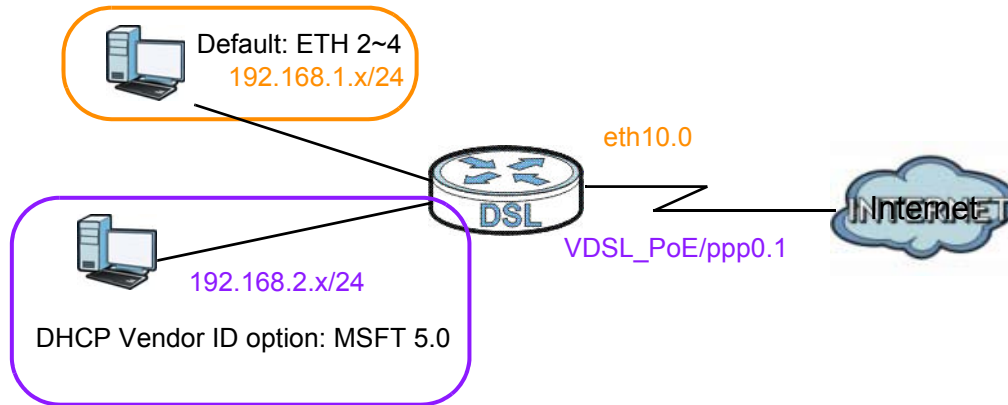 Default: ETH 2~4
192.168.1.x/24
eth10.0
DSL
Internet
INTERNET
VDSL_PoE/ppp0.1
192.168.2.x/24
DHCP Vendor ID option: MSFT 5.0